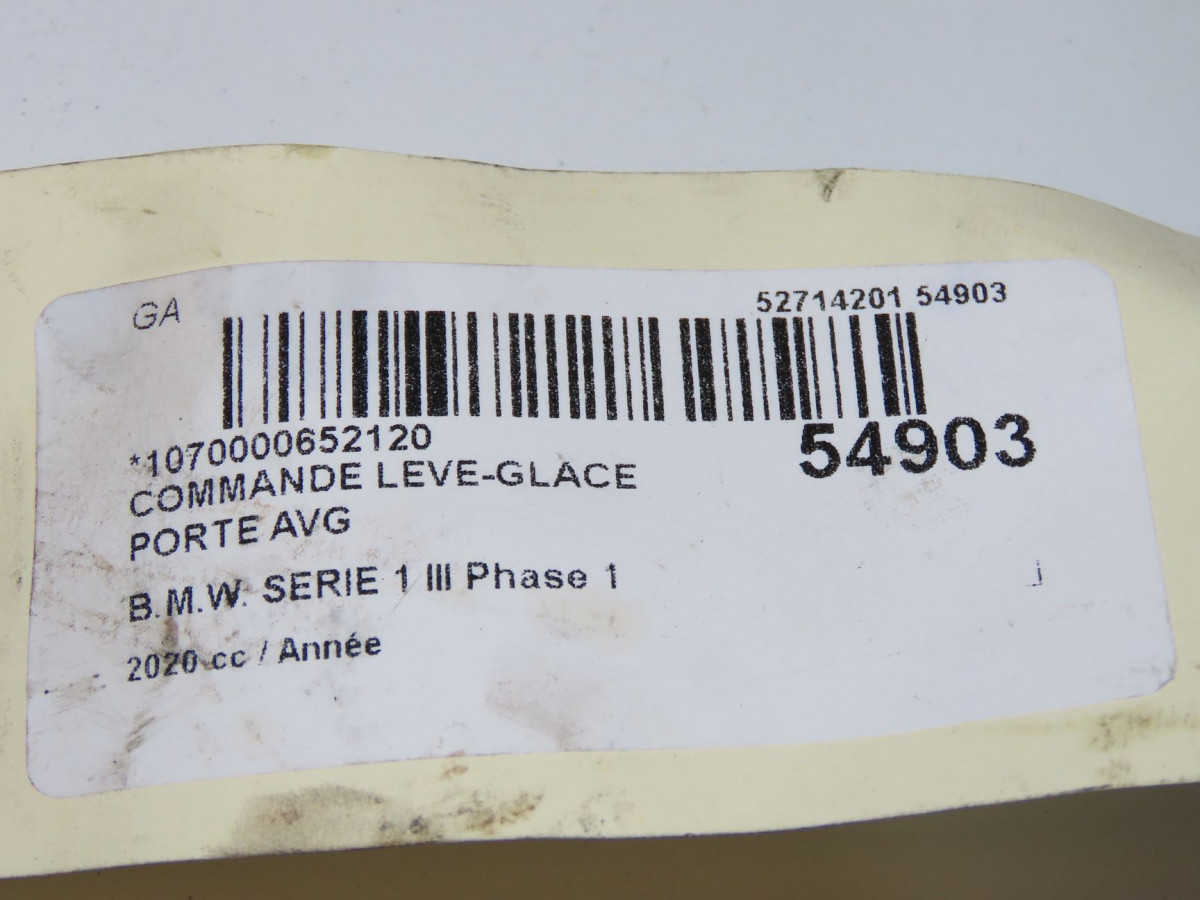 GA
52714201 54903
*1070000652120
54903
COMMANDE LEVE-GLACE
PORTE AVG
B.M.W. SERIE 1 III Phase 1
2020 cc / Année